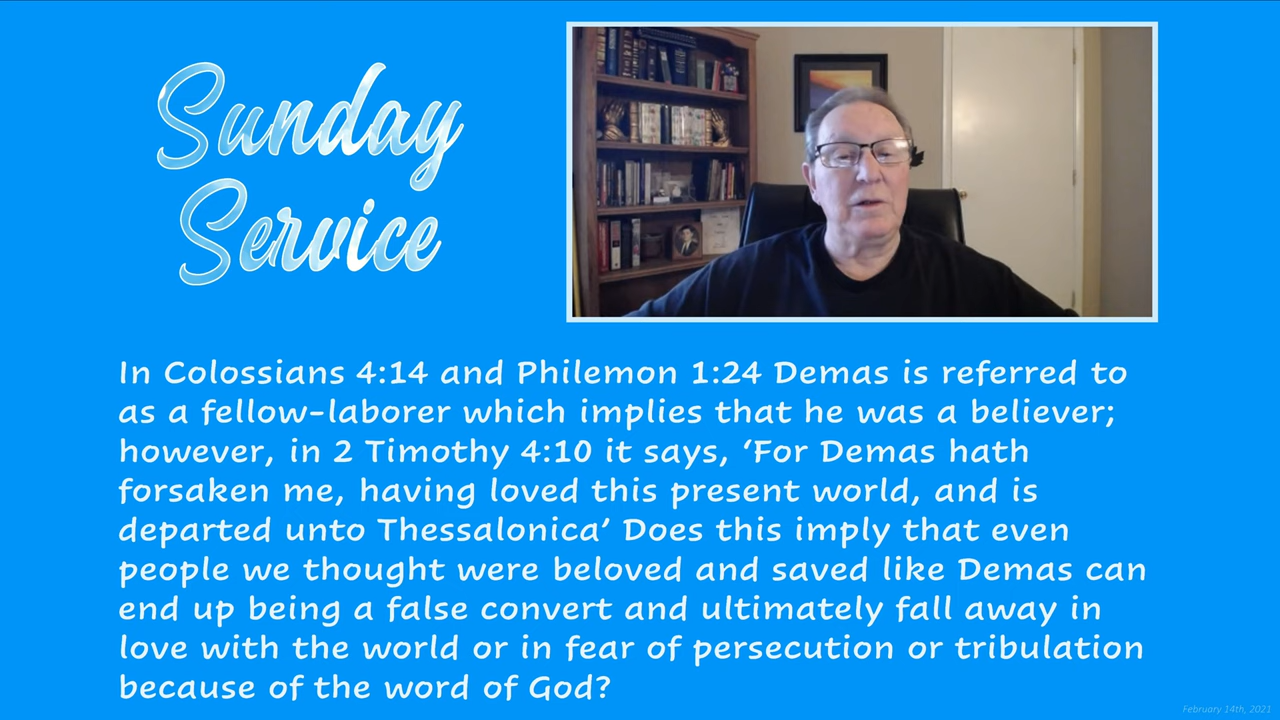 Sunday
Service
In Colossians 4:14 and Philemon 1:24 Demas is referred to
as a fellow-laborer which implies that he was a believer;
however, in 2 Timothy 4:10 it says, ‘For Demas hath
forsaken me, having loved this present world, and is
departed unto Thessalonica’ Does this imply that even
people we thought were beloved and saved like Demas can
end up being a false convert and ultimately fall away in
love with the world or in fear of persecution or tribulation
because of the word of God?
February 14th, 2021